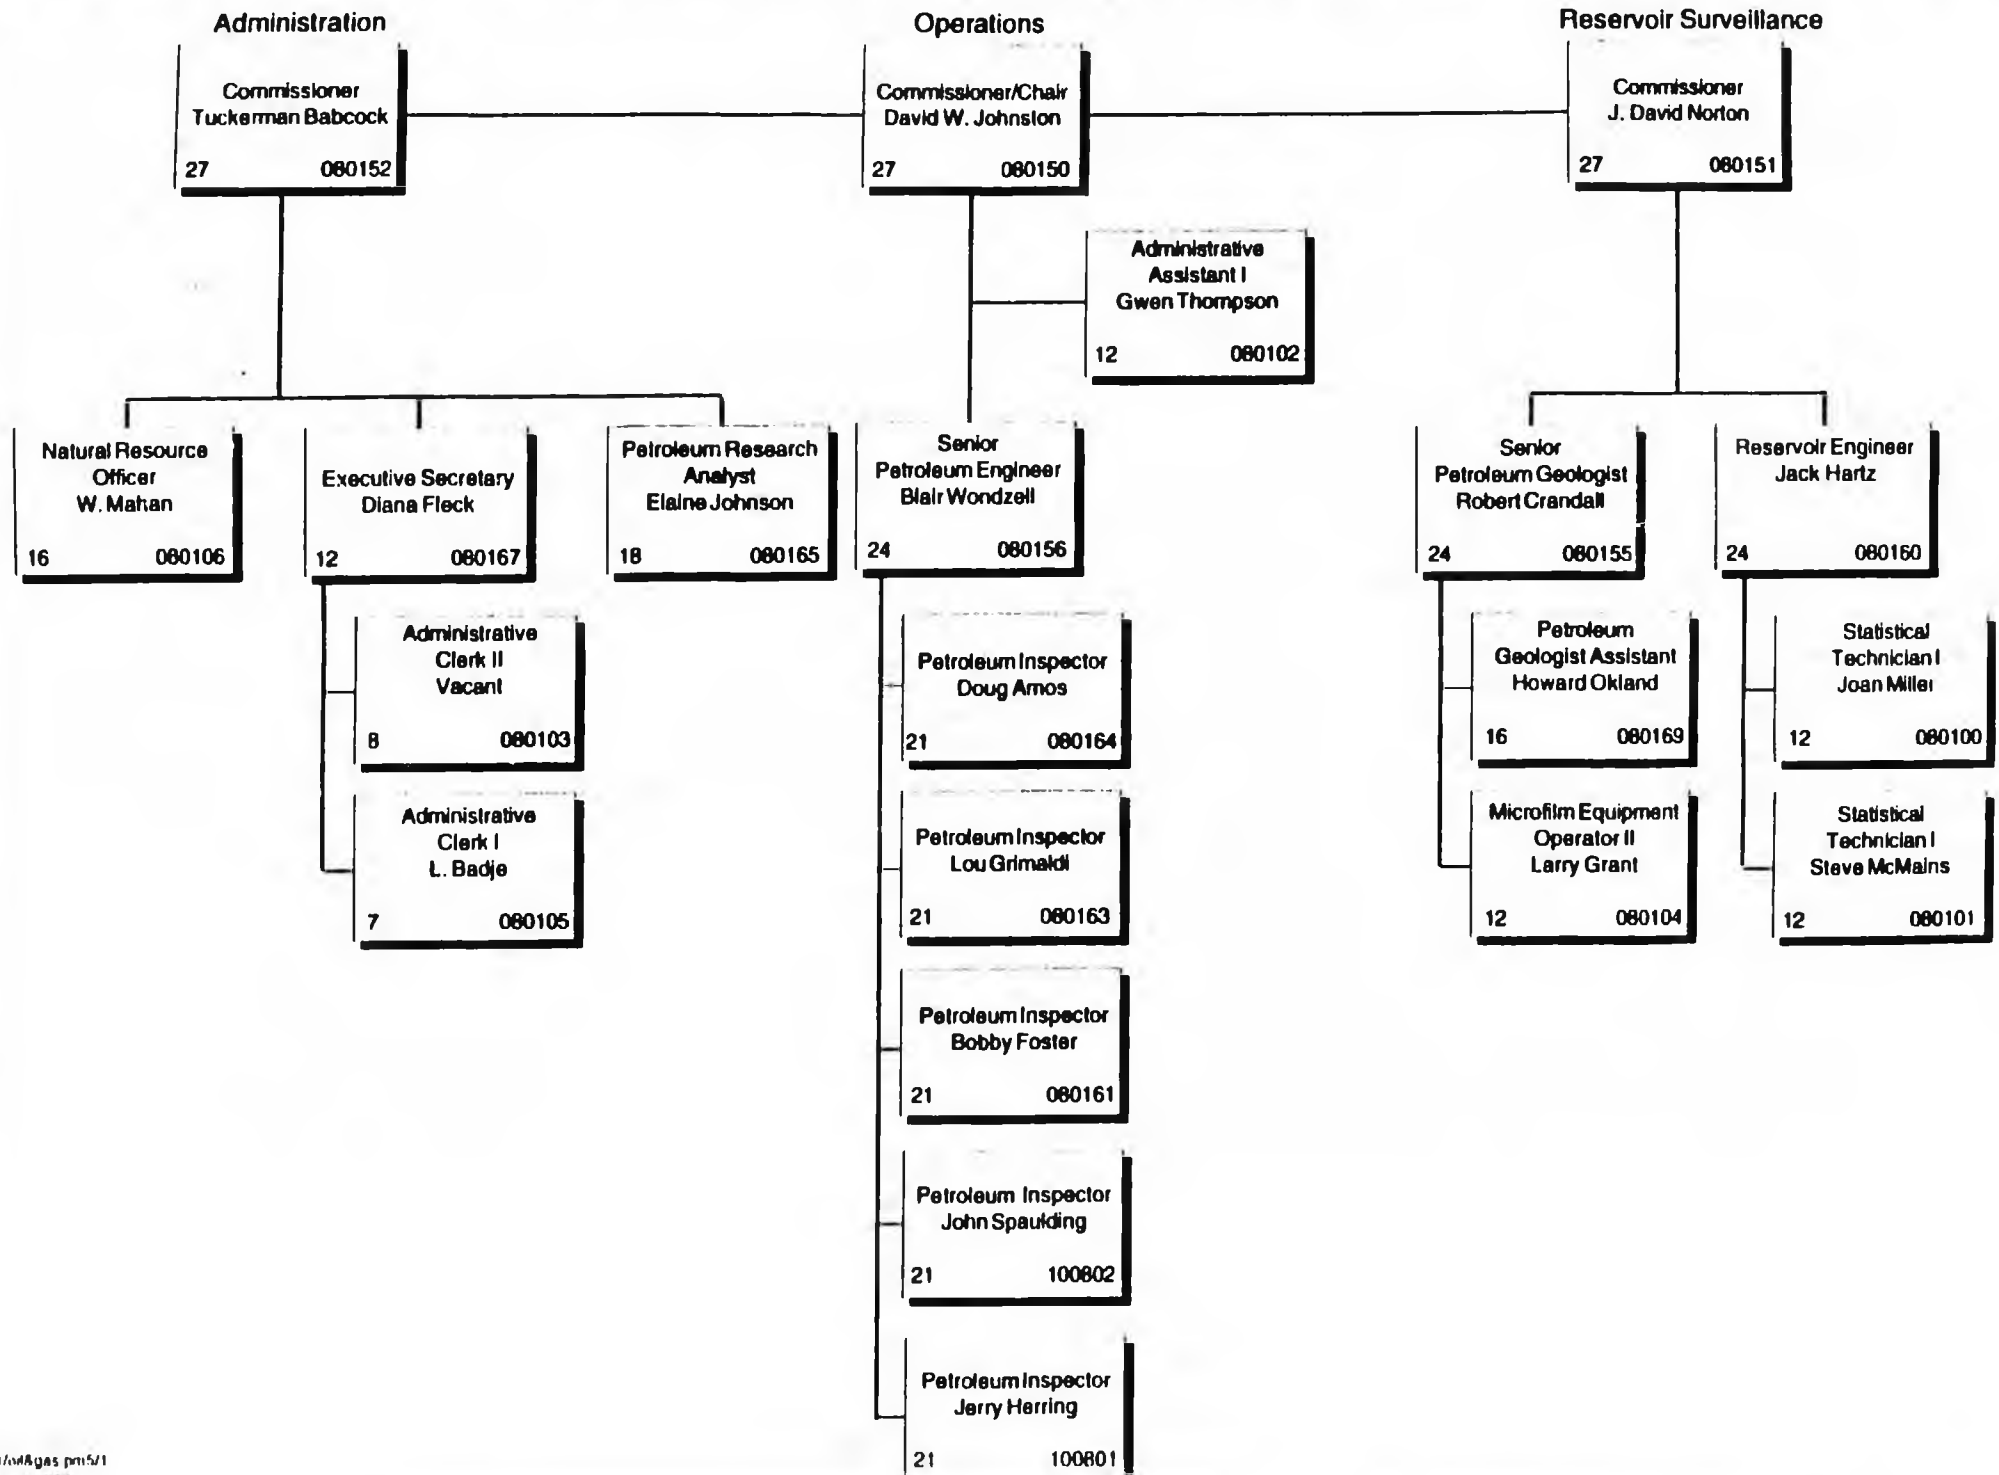 Administration
Commissioner
Tuckerman Babcock
27 080152
Operations
Commissioner/Chair
David W. Johnston
27 080150
Reservoir Surveillance
Commissioner
J. David Norton
27 080151
Administrative
Assistant I
Gwen Thompson
12 080102
Natural Resource
Officer
W. Mahan
16 080106
Executive Secretary
Diana Fleck
12 080167
Petroleum Research
Analyst
Elaine Johnson
18 080165
Senior
Petroleum Engineer
Blair Wondzell
24 080156
Senior
Petroleum Geologist
Robert Crandall
24 080155
Reservoir Engineer
Jack Hartz
24 080160
Administrative
Clerk II
Vacant
8 080103
Administrative
Clerk I
L. Badje
7 080105
Petroleum Inspector
Doug Amos
21 080164
Petroleum Inspector
Lou Grimaldi
21 080163
Petroleum Inspector
Bobby Foster
21 080161
Petroleum Inspector
John Spaulding
21 100802
Petroleum Inspector
Jerry Herring
21 100801
Petroleum
Geologist Assistant
Howard Okland
16 080169
Microfilm Equipment
Operator II
Larry Grant
12 080104
Statistical
Technician I
Joan Miller
12 080100
Statistical
Technician I
Steve McMains
12 080101